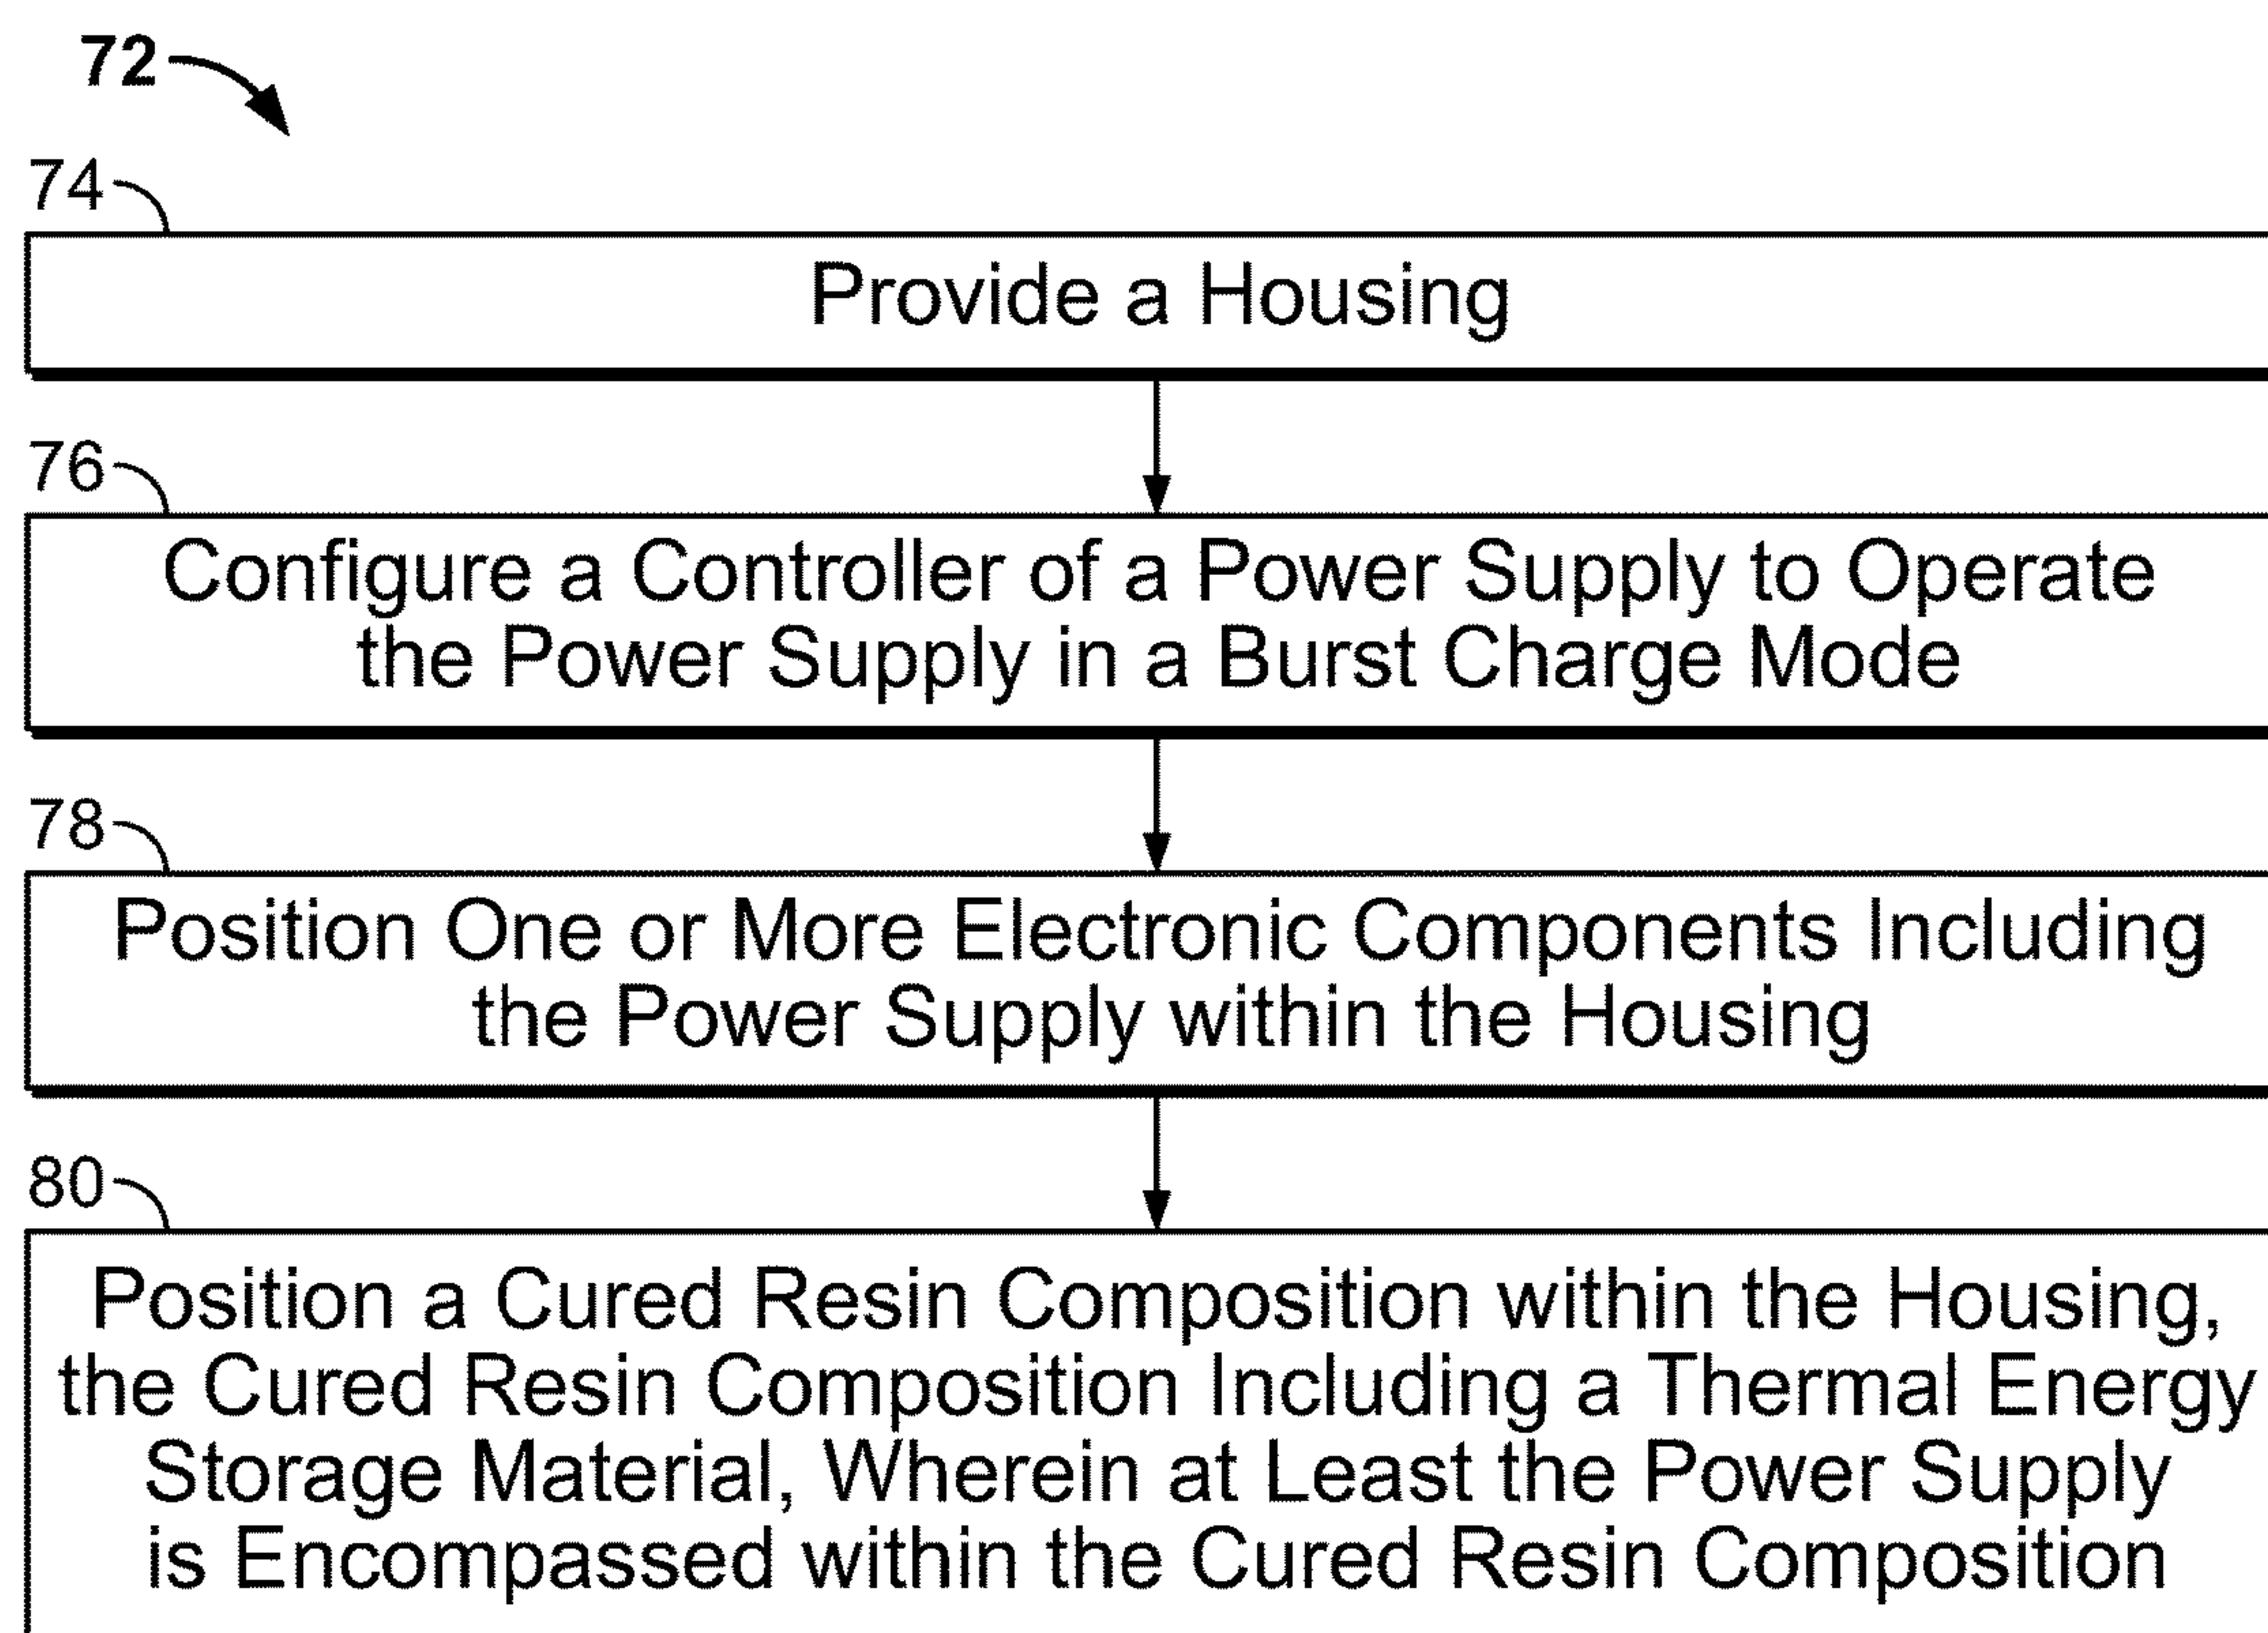 72
74
Provide a Housing
76
Configure a Controller of a Power Supply to Operate
the Power Supply in a Burst Charge Mode
78
Position One or More Electronic Components Including
the Power Supply within the Housing
80
Position a Cured Resin Composition within the Housing,
the Cured Resin Composition Including a Thermal Energy
Storage Material, Wherein at Least the Power Supply
is Encompassed within the Cured Resin Composition